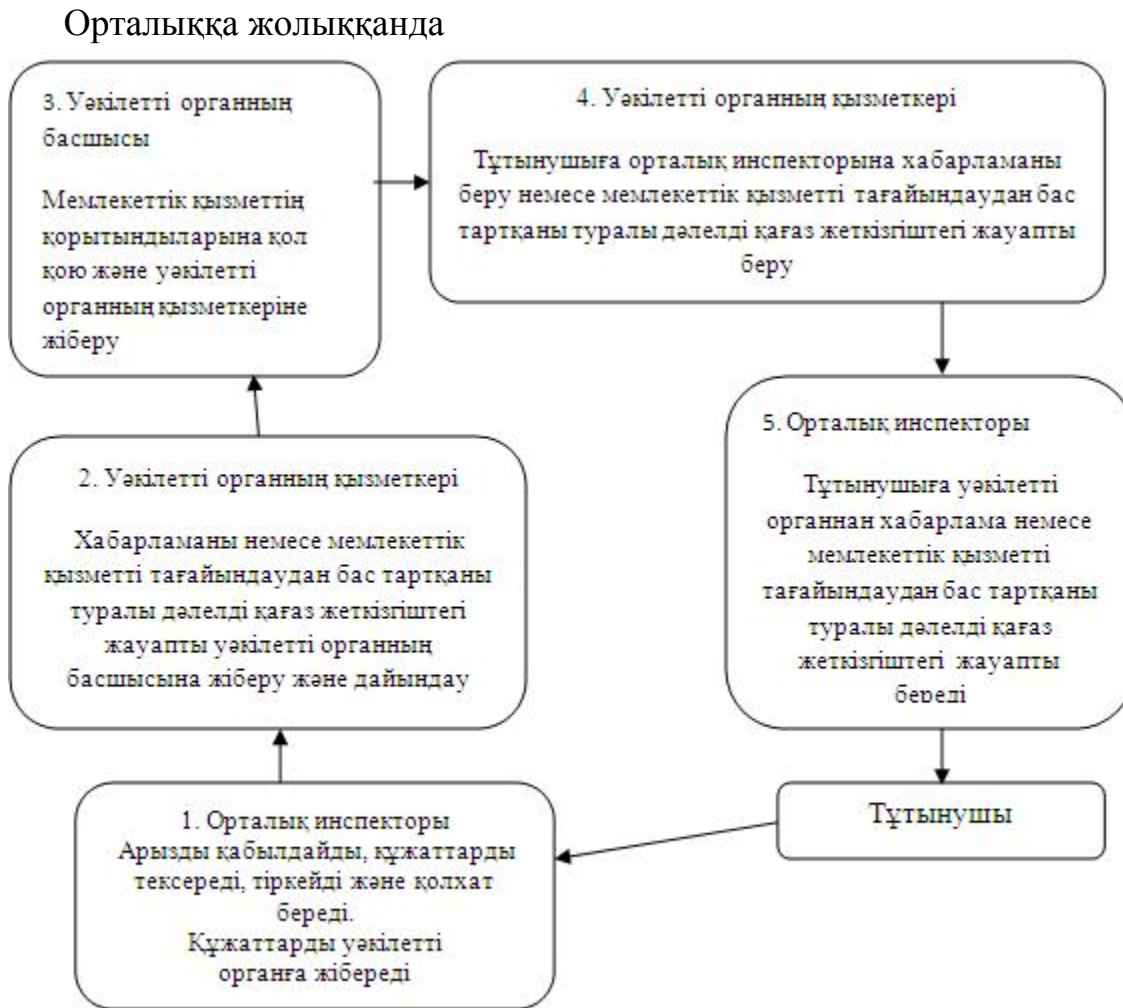 Орталыққа жолыққанда
3. Уәкілетті органның
басшысы
Мемлекеттік қызметтің
қорытындыларына қол
қою және уәкілетті
органның қызметкеріне
жіберу
4. Уәкілетті органның қызметкері
Тұтынушыға орталық инспекторына хабарламаны
беру немесе мемлекеттік қызметті тағайындаудан бас
тартқаны туралы дәлелді қағаз жеткізгіштегі жауапты
беру
5. Орталық инспекторы
Тұтынушыға уәкілетті
органнан хабарлама немесе
мемлекеттік қызметті
тағайындаудан бас тартқаны
туралы дәлелді қағаз
жеткізгіштегі жауапты
береді
2. Уәкілетті органның қызметкері
Хабарламаны немесе мемлекеттік
қызметті тағайындаудан бас тартқаны
туралы дәлелді қағаз жеткізгіштегі
жауапты уәкілетті органның
басшысына жіберу және дайындау
1. Орталық инспекторы
Арызды қабылдайды, құжаттарды
тексереді, тіркейді және қолхат
береді.
Құжаттарды уәкілетті
органға жібереді
Тұтынушы